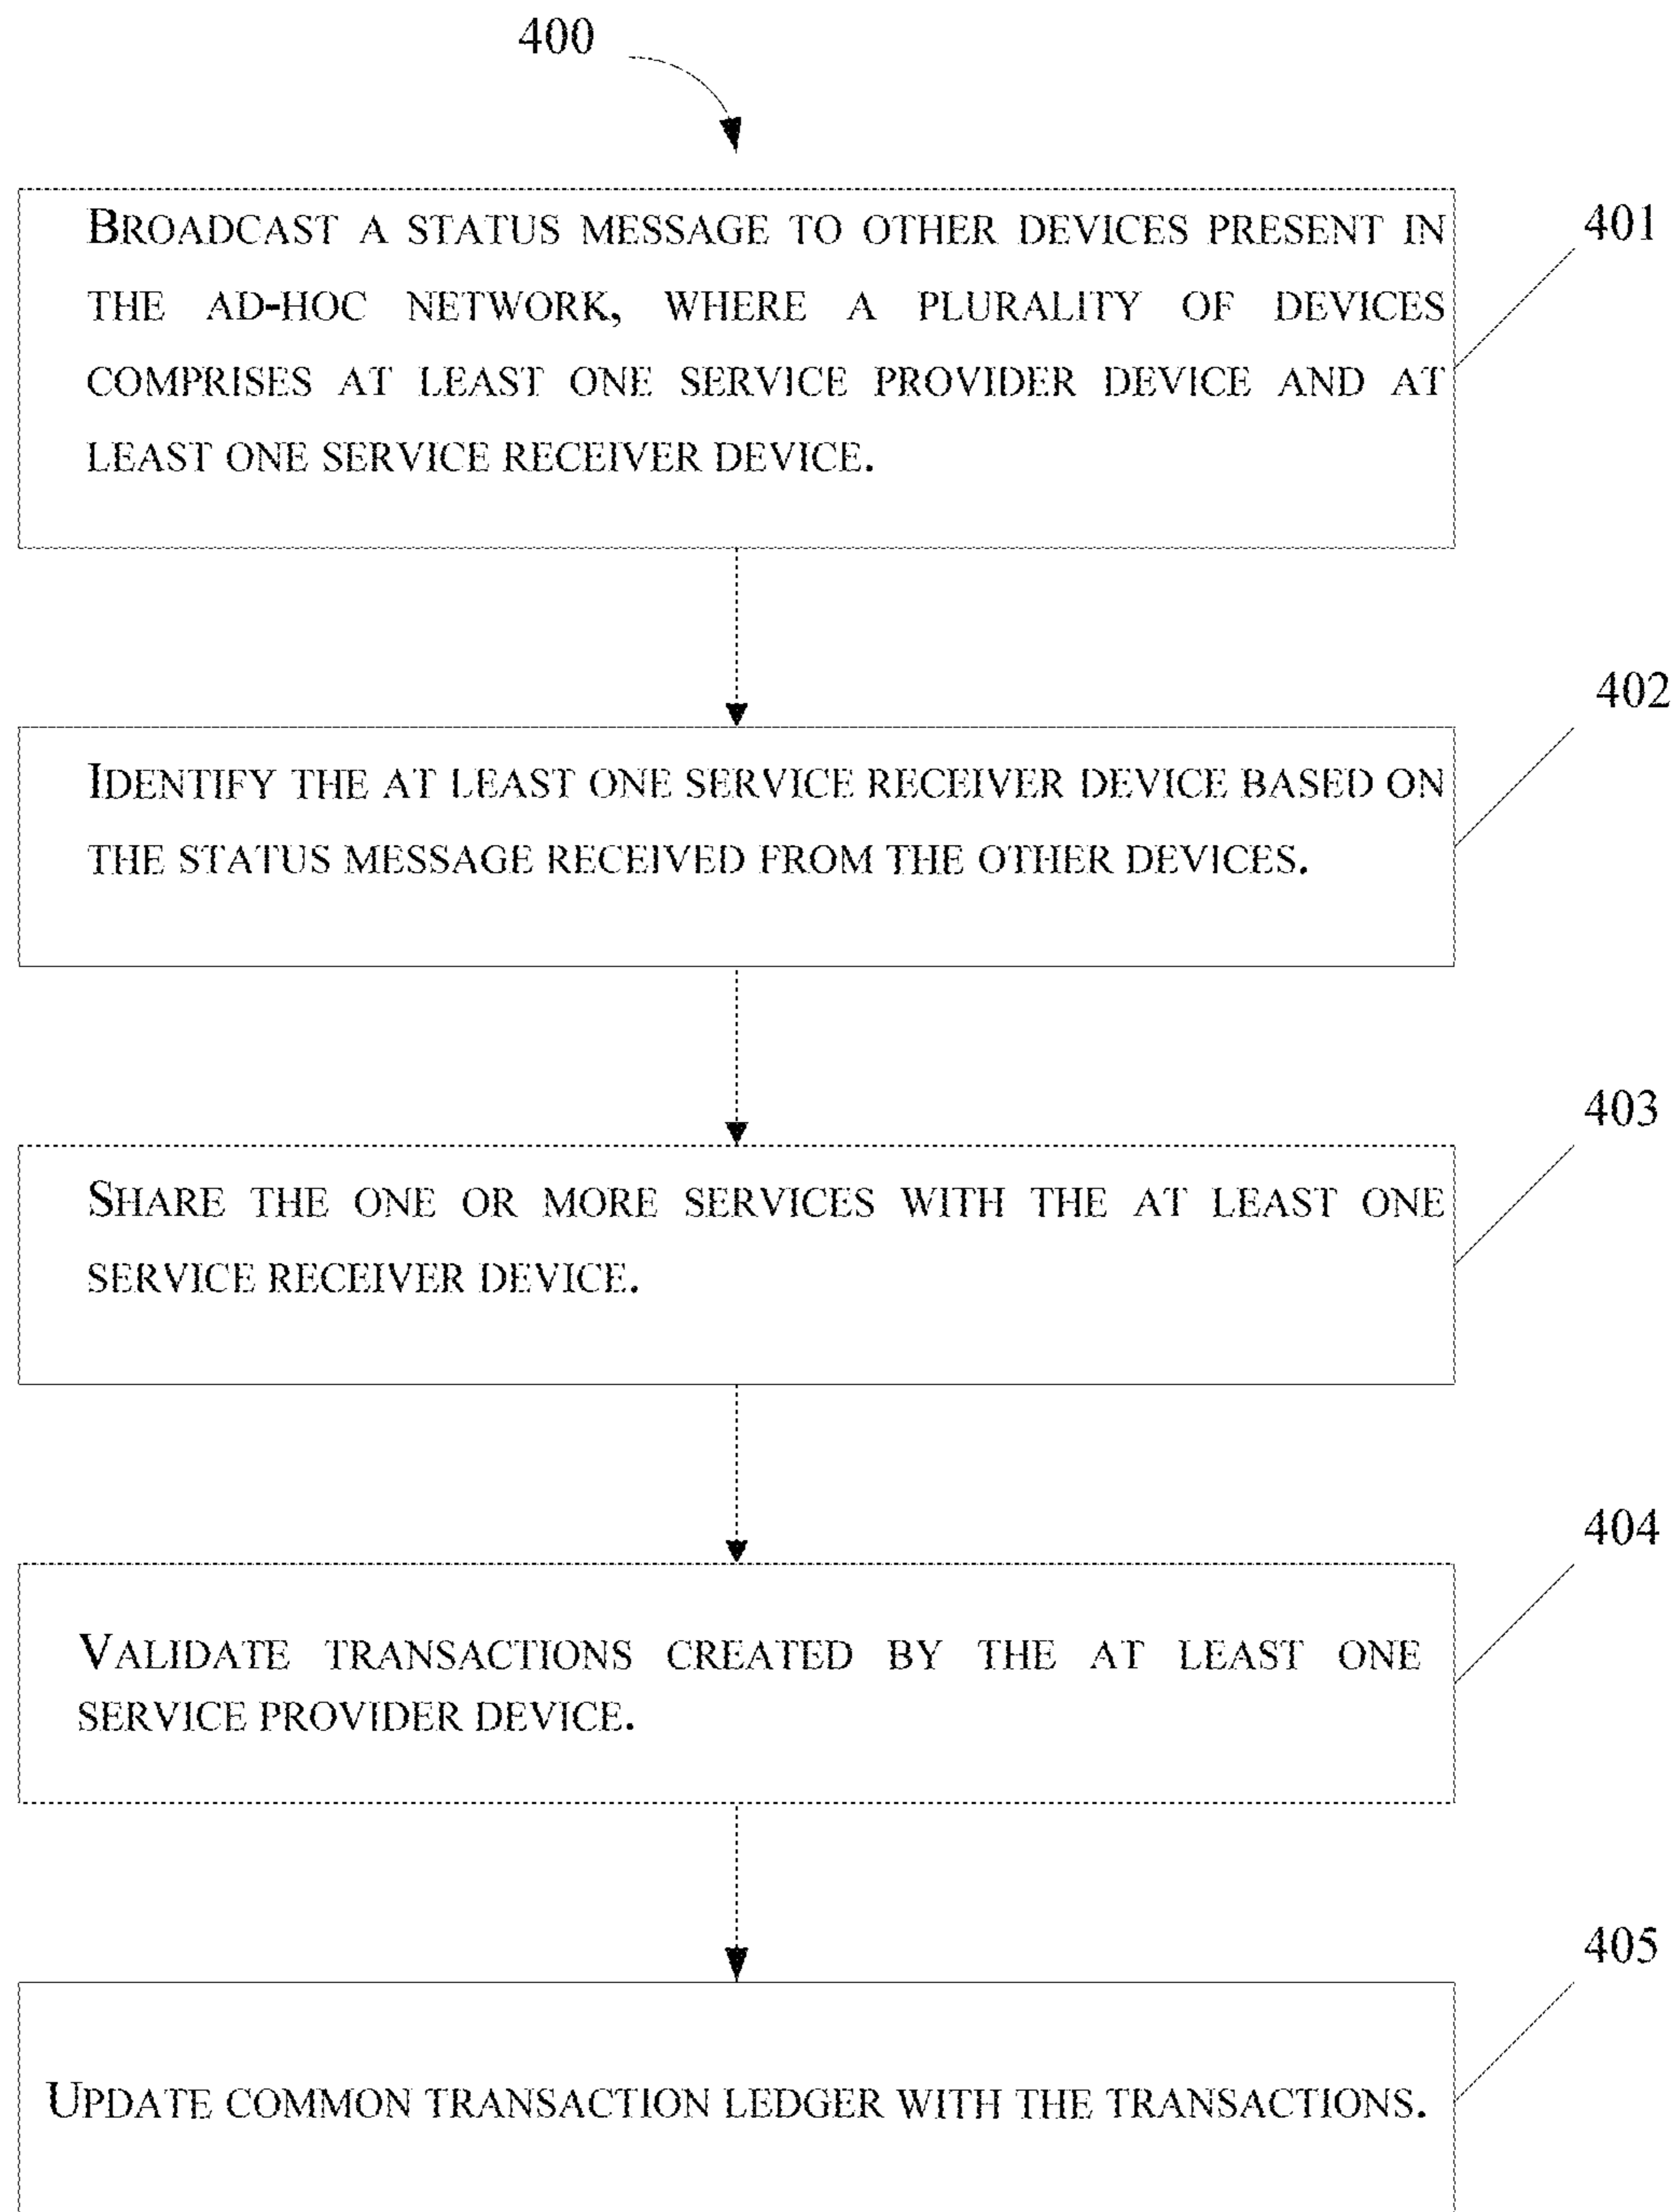 400
BROADCAST A STATUS MESSAGE TO OTHER DEVICES PRESENT IN
THE AD-HOC NETWORK, WHERE A PLURALITY OF DEVICES
COMPRISES AT LEAST ONE SERVICE PROVIDER DEVICE AND AT
LEAST ONE SERVICE RECEIVER DEVICE.
401
IDENTIFY THE AT LEAST ONE SERVICE RECEIVER DEVICE BASED ON
THE STATUS MESSAGE RECEIVED FROM THE OTHER DEVICES.
402
SHARE THE ONE OR MORE SERVICES WITH THE AT LEAST ONE
SERVICE RECEIVER DEVICE.
403
VALIDATE TRANSACTIONS CREATED BY THE AT LEAST ONE
SERVICE PROVIDER DEVICE.
404
UPDATE COMMON TRANSACTION LEDGER WITH THE TRANSACTIONS.
405